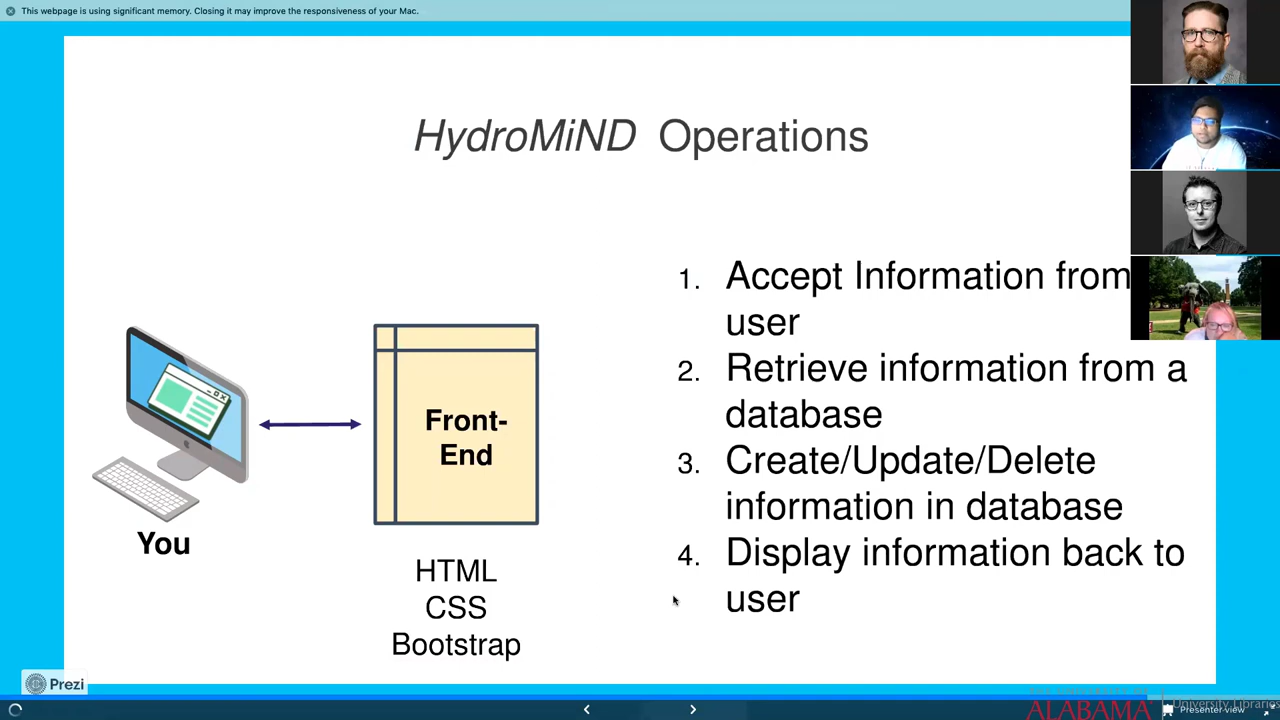 This webpage is using significant memory. Closing it may improve the responsiveness of your Mac.
HydroMiND Operations
You
Front-
End
HTML
CSS
Bootstrap
1. Accept Information from
user
2. Retrieve information from a
database
3. Create/Update/Delete
information in database
4. Display information back to
user
Prezi
ALABAMA
University Libraries
Presenter view